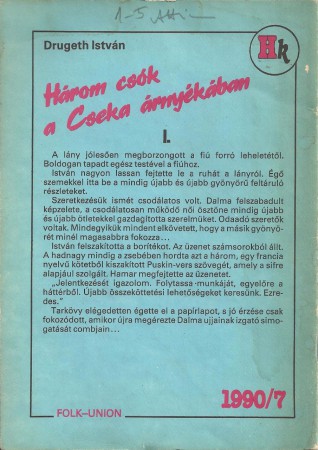 1-5 Atti
Drugeth István
Hk
Három csók
a Cseka árnyékában
I.
A lány jólesően megborzongott a fiú forró leheletétől.
Boldogan tapadt egész testével a fiúhoz.
István nagyon lassan fejtette le a ruhát a lányról. Égő
szemekkel itta be a mindig újabb és újabb gyönyörű feltáruló
részleteket.
Szeretkezésük ismét csodálatos volt. Dalma felszabadult
képzelete, a csodálatosan működő női ösztöne mindig újabb
és újabb ötletekkel gazdagította szerelmüket. Odaadó szeretők
voltak. Mindegyikük mindent elkövetett, hogy a másik gyönyö-
rét minél magasabbra fokozza...
István felszakította a borítékot. Az üzenet számsorokból állt.
A hadnagy mindig a zsebében hordta azt a három, egy francia
nyelvű kötetből kiszakított Puskin-vers szövegét, amely a sifre
alapjául szolgált. Hamar megfejtette az üzenetet.
„Jelentkezését igazolom. Folytassa munkáját, egyelőre a
háttérből. Újabb összeköttetési lehetőségeket keresünk. Ezre-
des."
Tarkövy elégedetten égette el a papírlapot, a jó érzése csak
fokozódott, amikor újra megérezte Dalma ujjainak izgató simo-
gatását combjain...
1990/7
FOLK–UNION